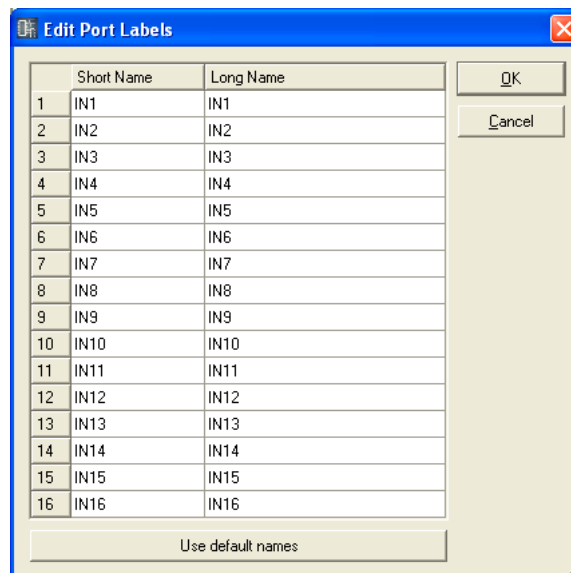 Edit Port Labels
Short Name Long Name
1 IN1 IN1
2 IN2 IN2
3 IN3 IN3
4 IN4 IN4
5 IN5 IN5
6 IN6 IN6
7 IN7 IN7
8 IN8 IN8
9 IN9 IN9
10 IN10 IN10
11 IN11 IN11
12 IN12 IN12
13 IN13 IN13
14 IN14 IN14
15 IN15 IN15
16 IN16 IN16
Use default names
OK
Cancel